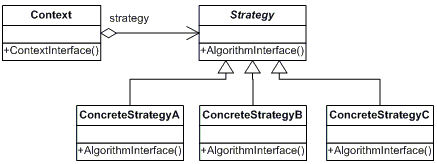 Context
strategy
Strategy
+ContextInterface()
+AlgorithmInterface()
ConcreteStrategyA
ConcreteStrategyB
ConcreteStrategyC
+AlgorithmInterface()
+AlgorithmInterface()
+AlgorithmInterface()